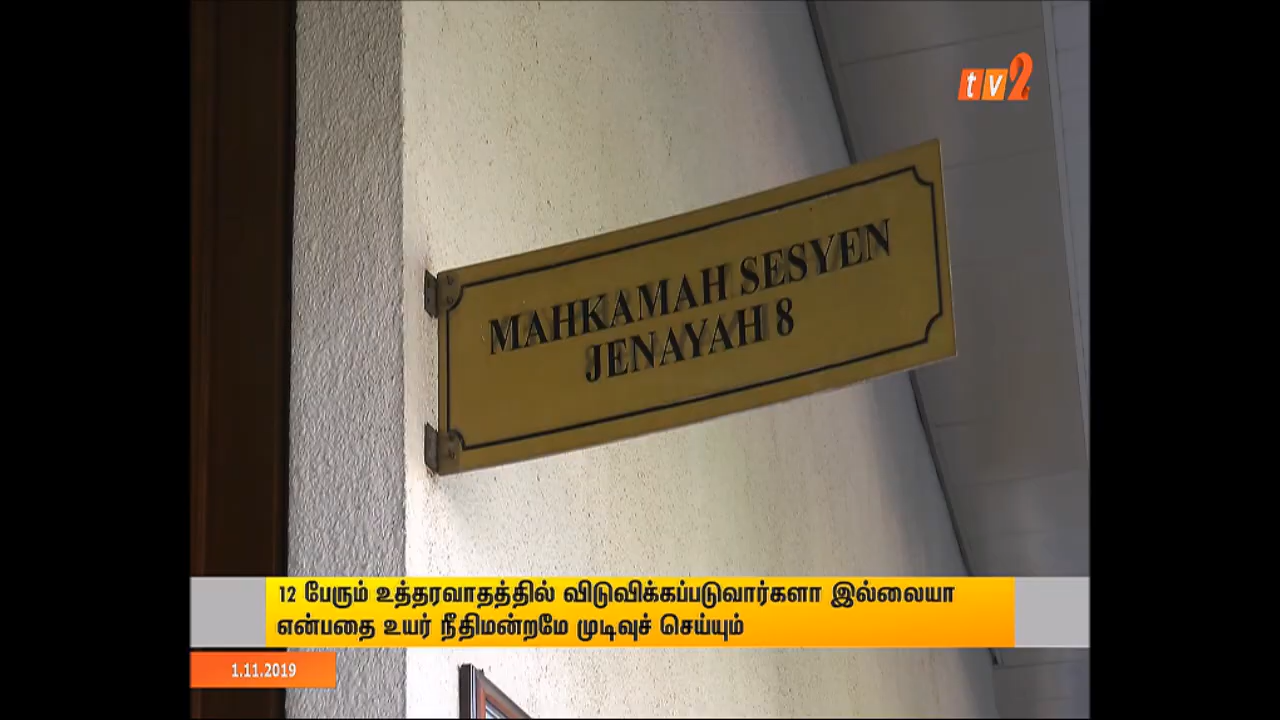 tv2
MAHKAMAH SESYEN
JENAYAH 8
12 பேரும் உத்தரவாதத்தில் விடுவிக்கப்படுவார்களா இல்லையா
என்பதை உயர் நீதிமன்றமே முடிவுச் செய்யும்
1.11.2019